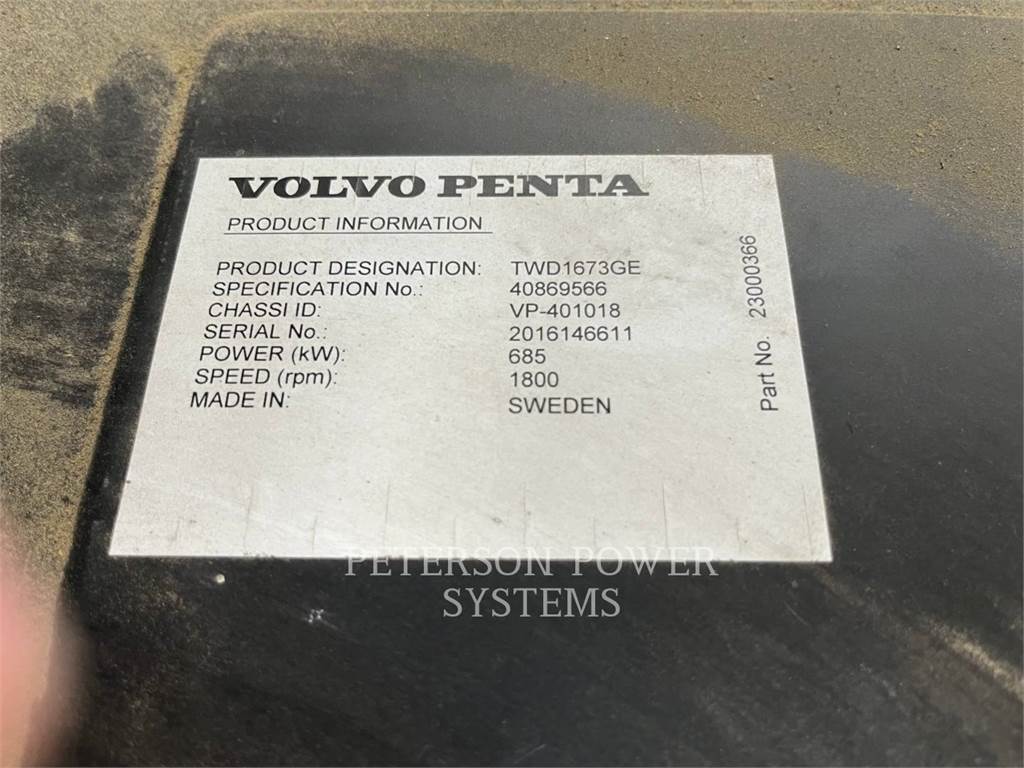 VOLVO PENTA
PRODUCT INFORMATION
PRODUCT DESIGNATION: TWD1673GE
SPECIFICATION No.: 40869566
CHASSI ID: VP-401018
SERIAL No.: 2016146611
POWER (kW): 685
SPEED (rpm): 1800
MADE IN: SWEDEN
Part No. 23000366
PETERSON POWER
SYSTEMS